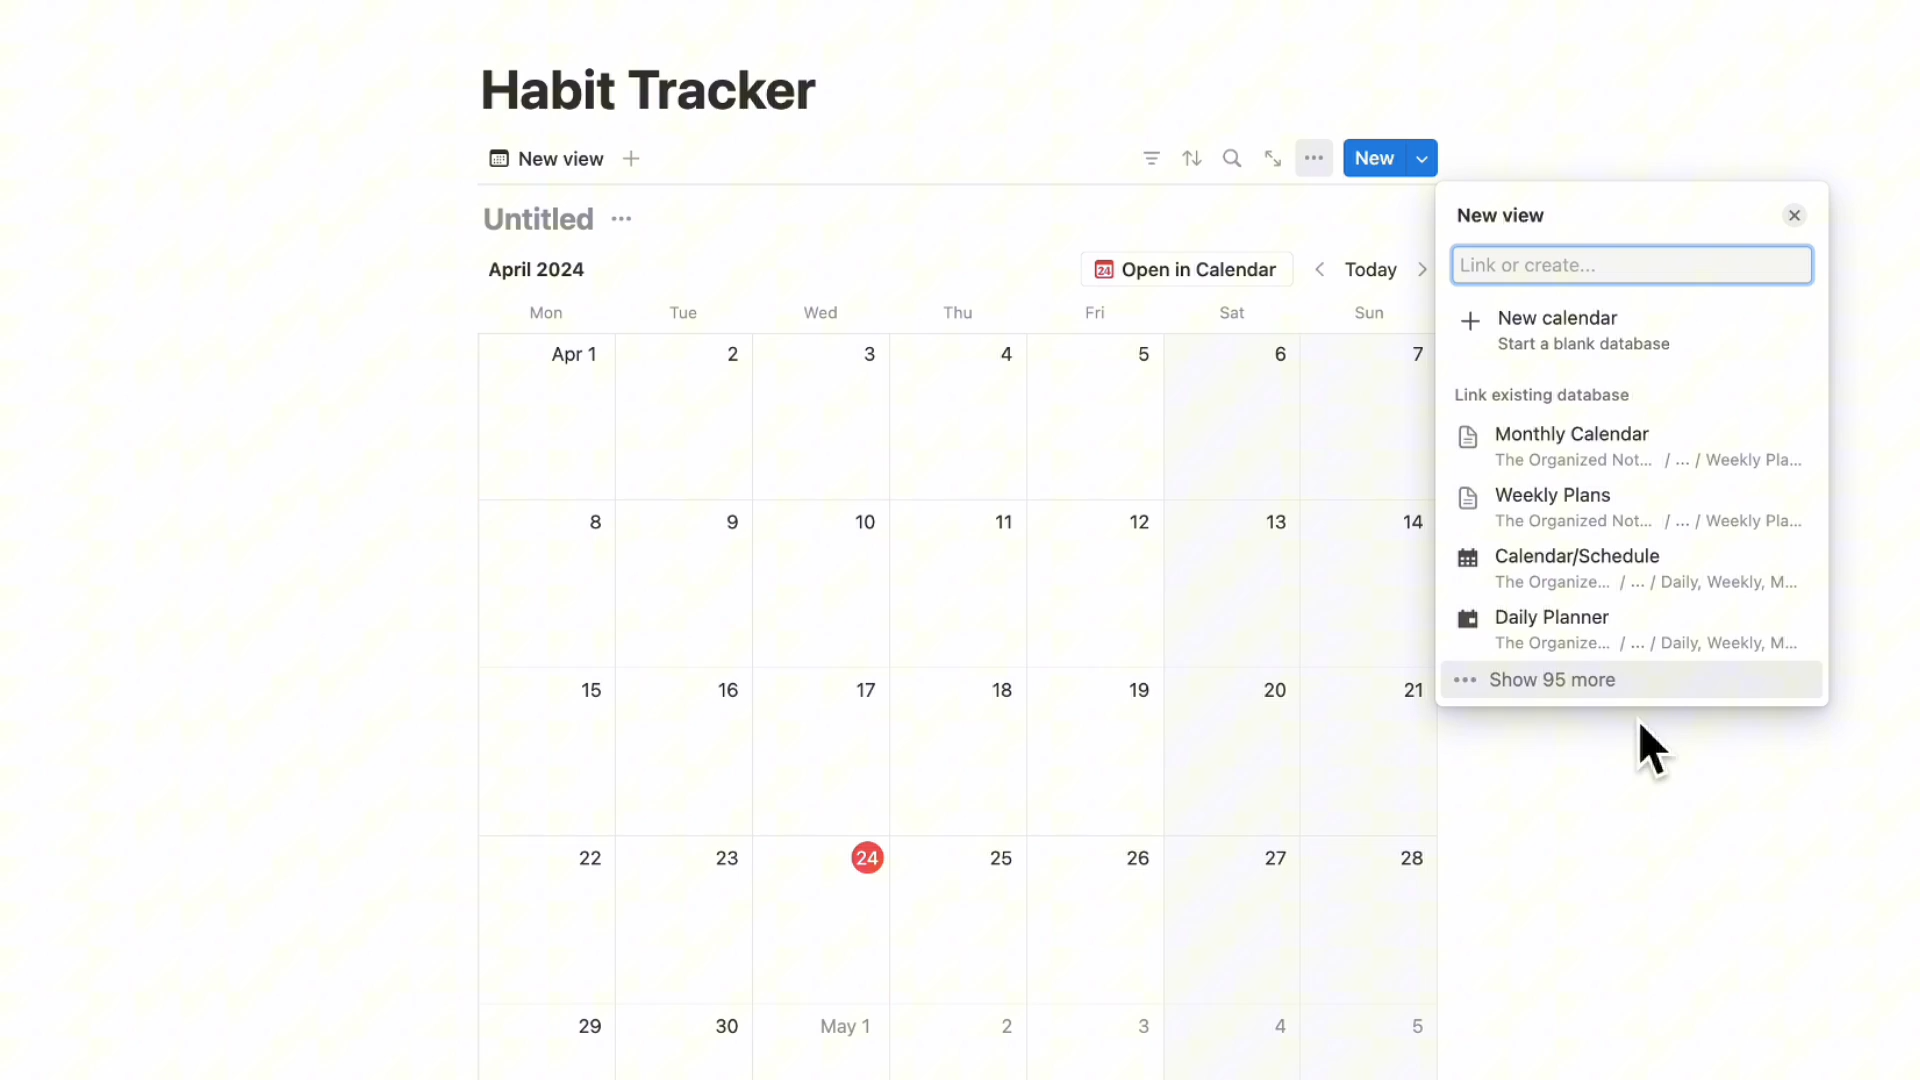 Habit Tracker
New view
New
Untitled
April 2024
24 Open in Calendar
Today
Mon Tue Wed Thu Fri Sat Sun
Apr 1 2 3 4 5 6 7
8 9 10 11 12 13 14
15 16 17 18 19 20 21
22 23 24 25 26 27 28
29 30 May 1 2 3 4 5
New view
Link or create...
New calendar
Start a blank database
Link existing database
Monthly Calendar
The Organized Not... / ... / Weekly Pla...
Weekly Plans
The Organized Not... / ... / Weekly Pla...
Calendar/Schedule
The Organize... / ... / Daily, Weekly, M...
Daily Planner
The Organize... / ... / Daily, Weekly, M...
Show 95 more